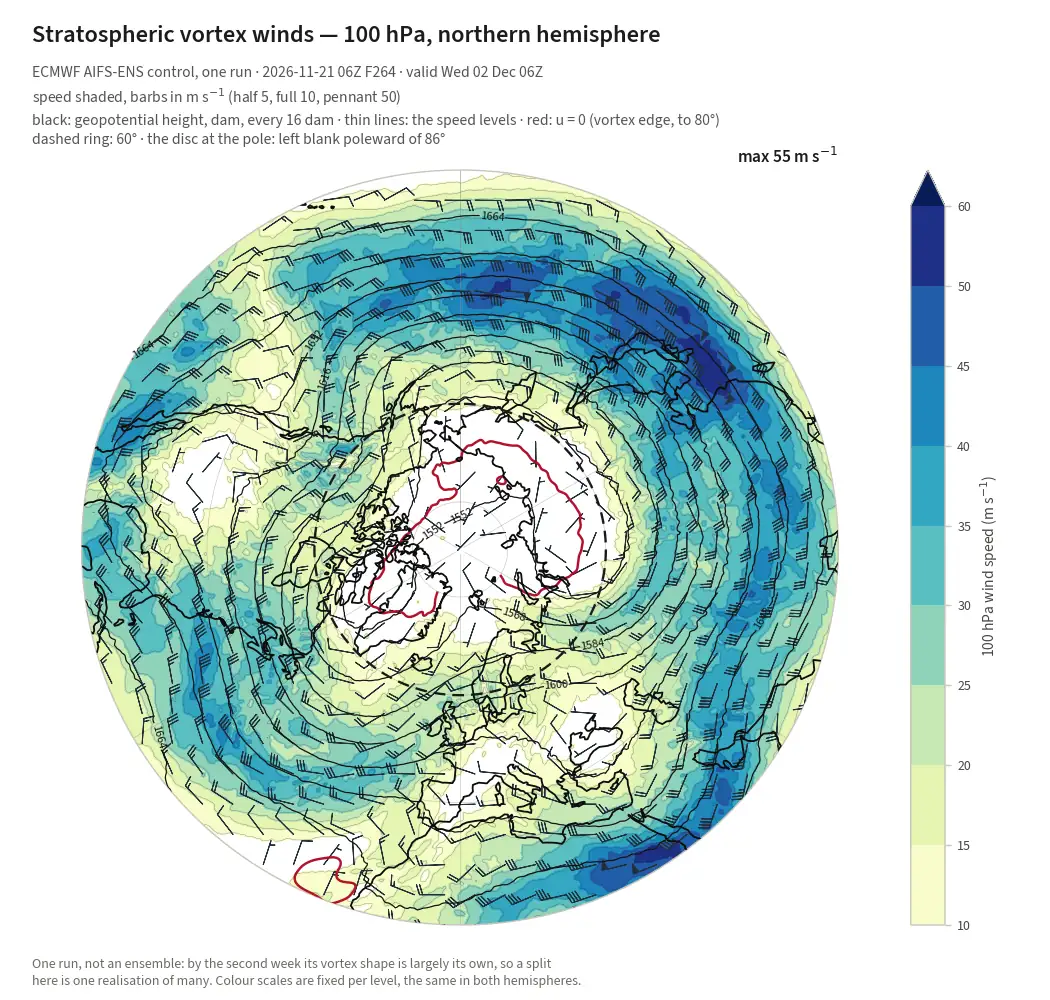 Stratospheric vortex winds — 100 hPa, northern hemisphere
ECMWF AIFS-ENS control, one run · 2026-11-21 06Z F264 · valid Wed 02 Dec 06Z
speed shaded, barbs in m s⁻¹ (half 5, full 10, pennant 50)
black: geopotential height, dam, every 16 dam · thin lines: the speed levels · red: u = 0 (vortex edge, to 80°)
dashed ring: 60° · the disc at the pole: left blank poleward of 86°
max 55 m s⁻¹
60
50
45
40
35
30
25
20
15
10
100 hPa wind speed (m s⁻¹)
1664
1664
1616
1552
1552
1568
1584
1600
1664
One run, not an ensemble: by the second week its vortex shape is largely its own, so a split
here is one realisation of many. Colour scales are fixed per level, the same in both hemispheres.